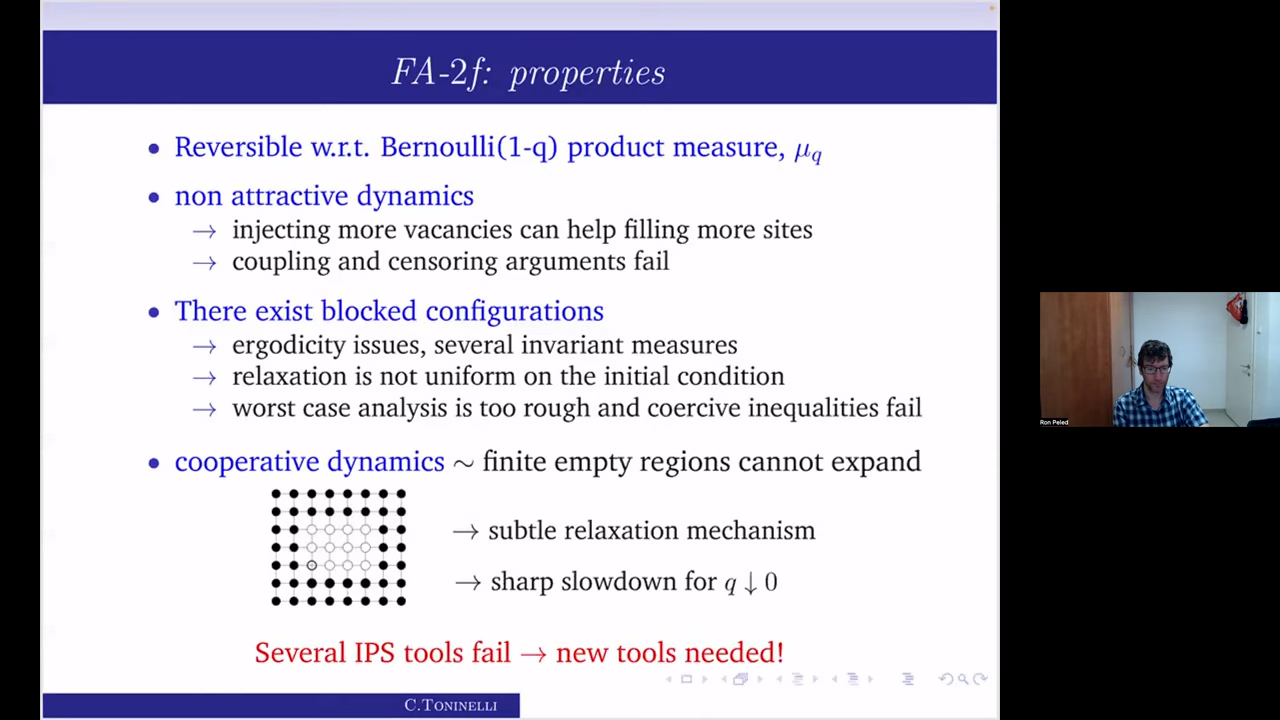 FA-2f: properties
• Reversible w.r.t. Bernoulli(1-q) product measure, μq
• non attractive dynamics
→ injecting more vacancies can help filling more sites
→ coupling and censoring arguments fail
• There exist blocked configurations
→ ergodicity issues, several invariant measures
→ relaxation is not uniform on the initial condition
→ worst case analysis is too rough and coercive inequalities fail
• cooperative dynamics ∼ finite empty regions cannot expand
→ subtle relaxation mechanism
→ sharp slowdown for q ↓ 0
Several IPS tools fail → new tools needed!
C.Toninelli
Ron Peled